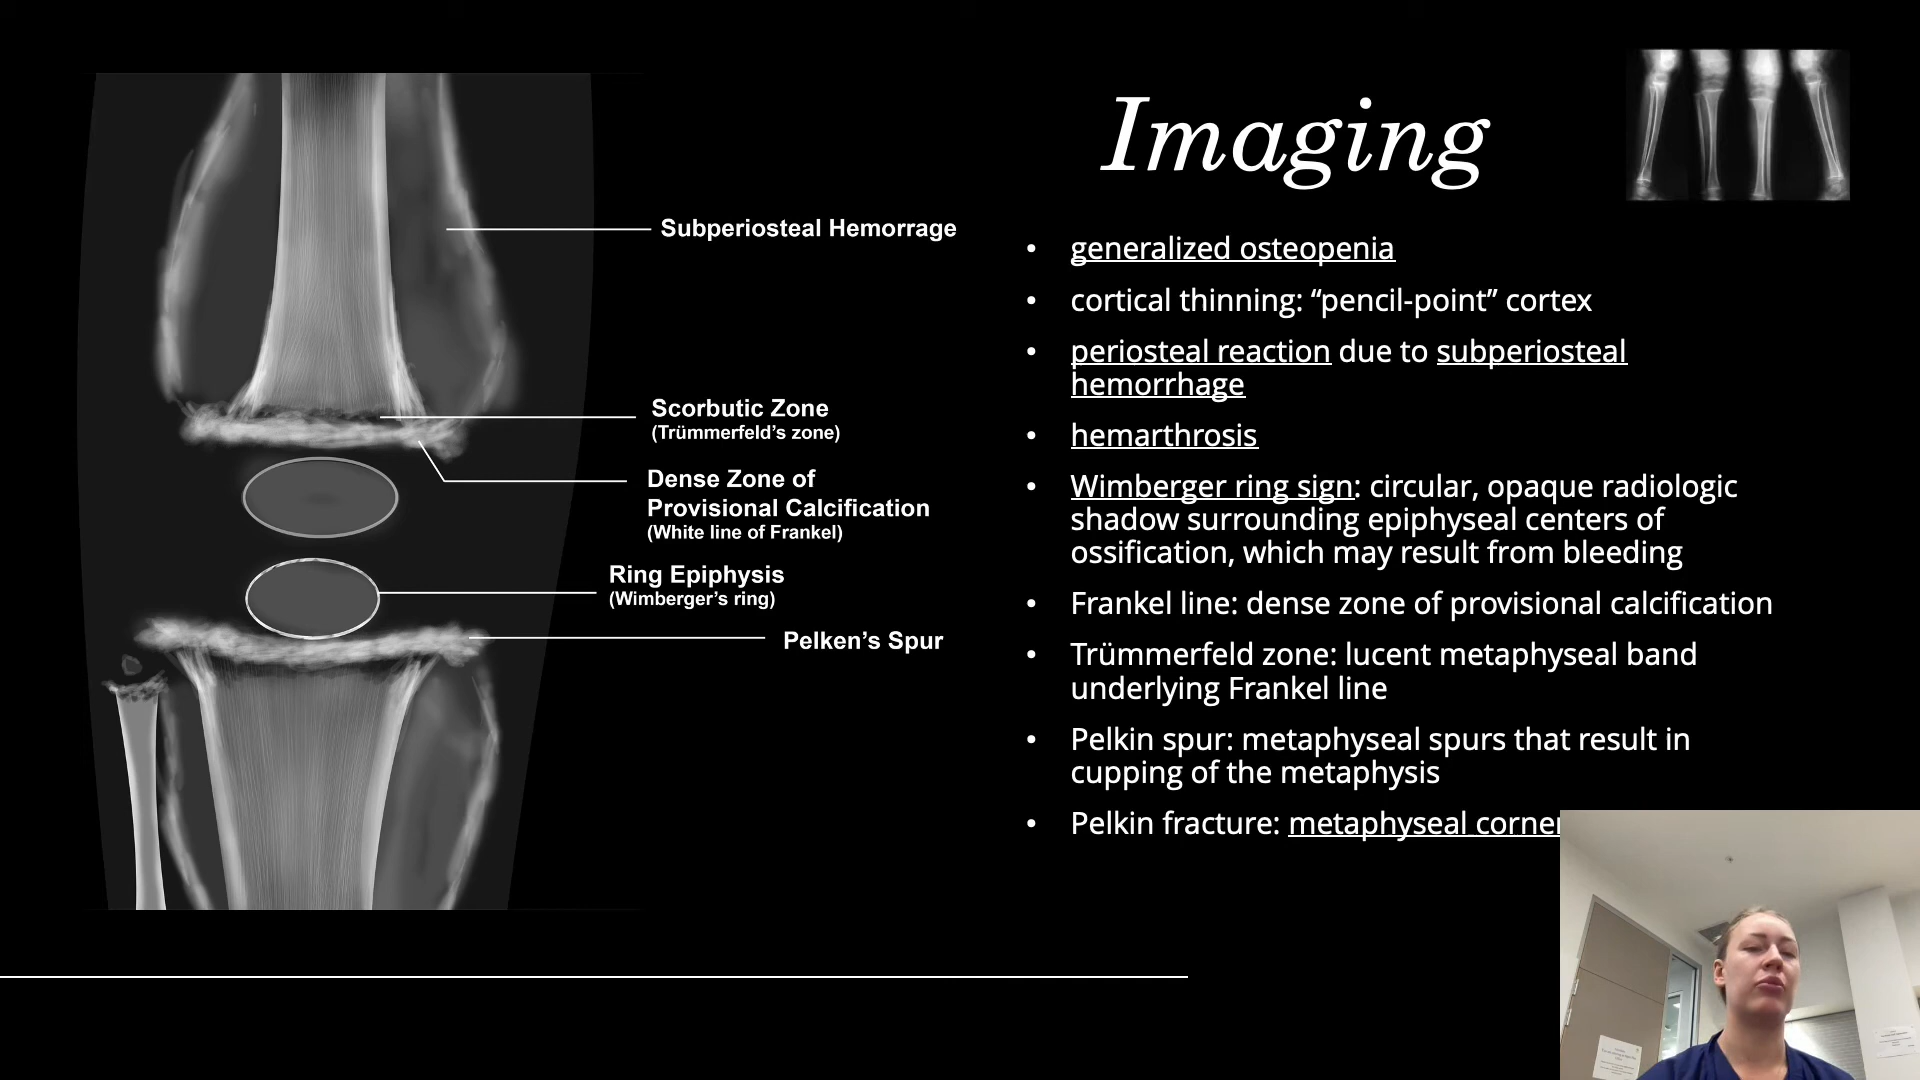 Imaging
Subperiosteal Hemorrage
Scorbutic Zone
(Trümmerfeld’s zone)
Dense Zone of
Provisional Calcification
(White line of Frankel)
Ring Epiphysis
(Wimberger’s ring)
Pelken’s Spur
• generalized osteopenia
• cortical thinning: “pencil-point” cortex
• periosteal reaction due to subperiosteal
hemorrhage
• hemarthrosis
• Wimberger ring sign: circular, opaque radiologic
shadow surrounding epiphyseal centers of
ossification, which may result from bleeding
• Frankel line: dense zone of provisional calcification
• Trümmerfeld zone: lucent metaphyseal band
underlying Frankel line
• Pelkin spur: metaphyseal spurs that result in
cupping of the metaphysis
• Pelkin fracture: metaphyseal corner